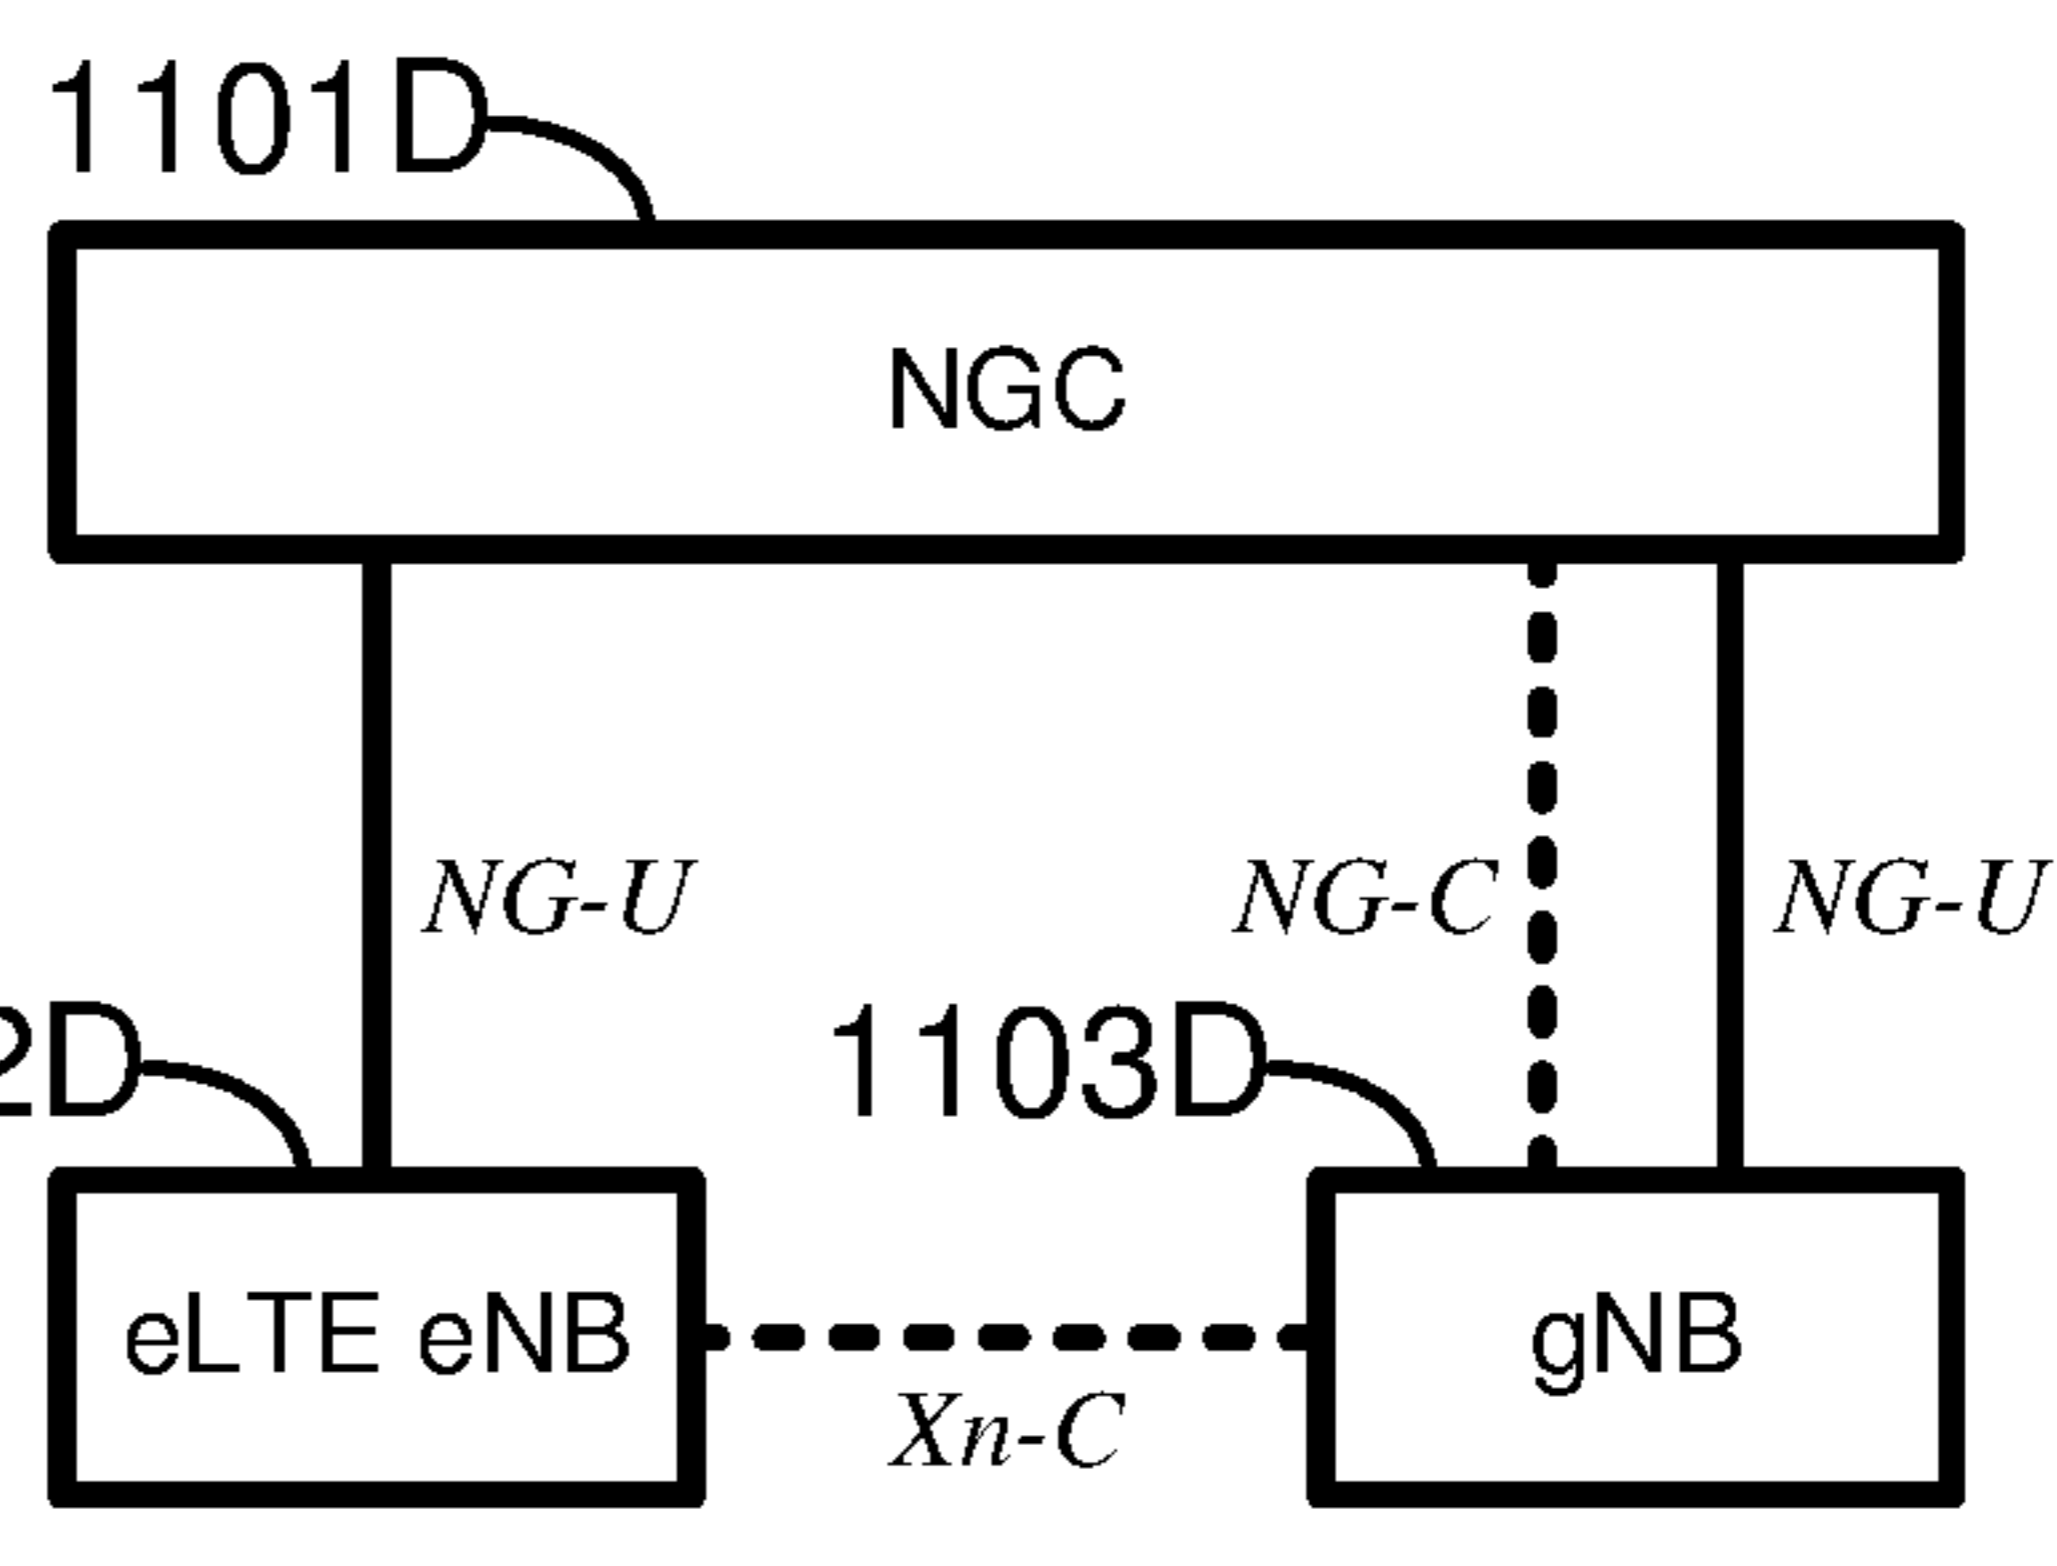 1101D
NGC
NG-U
NG-C
NG-U
2D
1103D
eLTE eNB
gNB
Xn-C